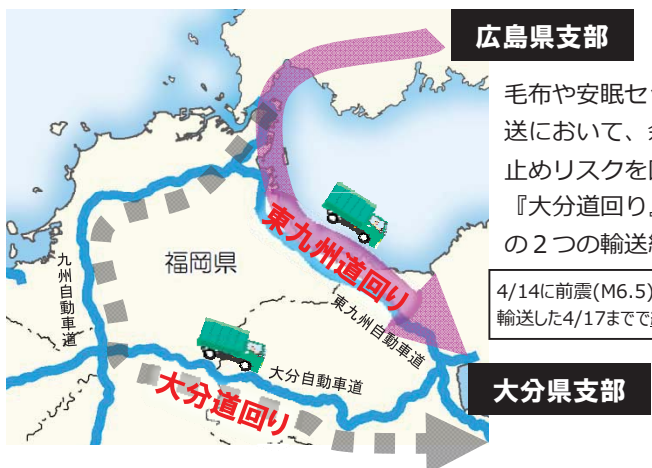 広島県支部
毛布や安眠セ
送において、
止めリスクを
『大分道回り』
の２つの輸送
4/14に前震(M6.5)
輸送した4/17までで
東九州道回り
福岡県
九州自動車道
東九州自動車道
大分自動車道
大分道回り
大分県支部